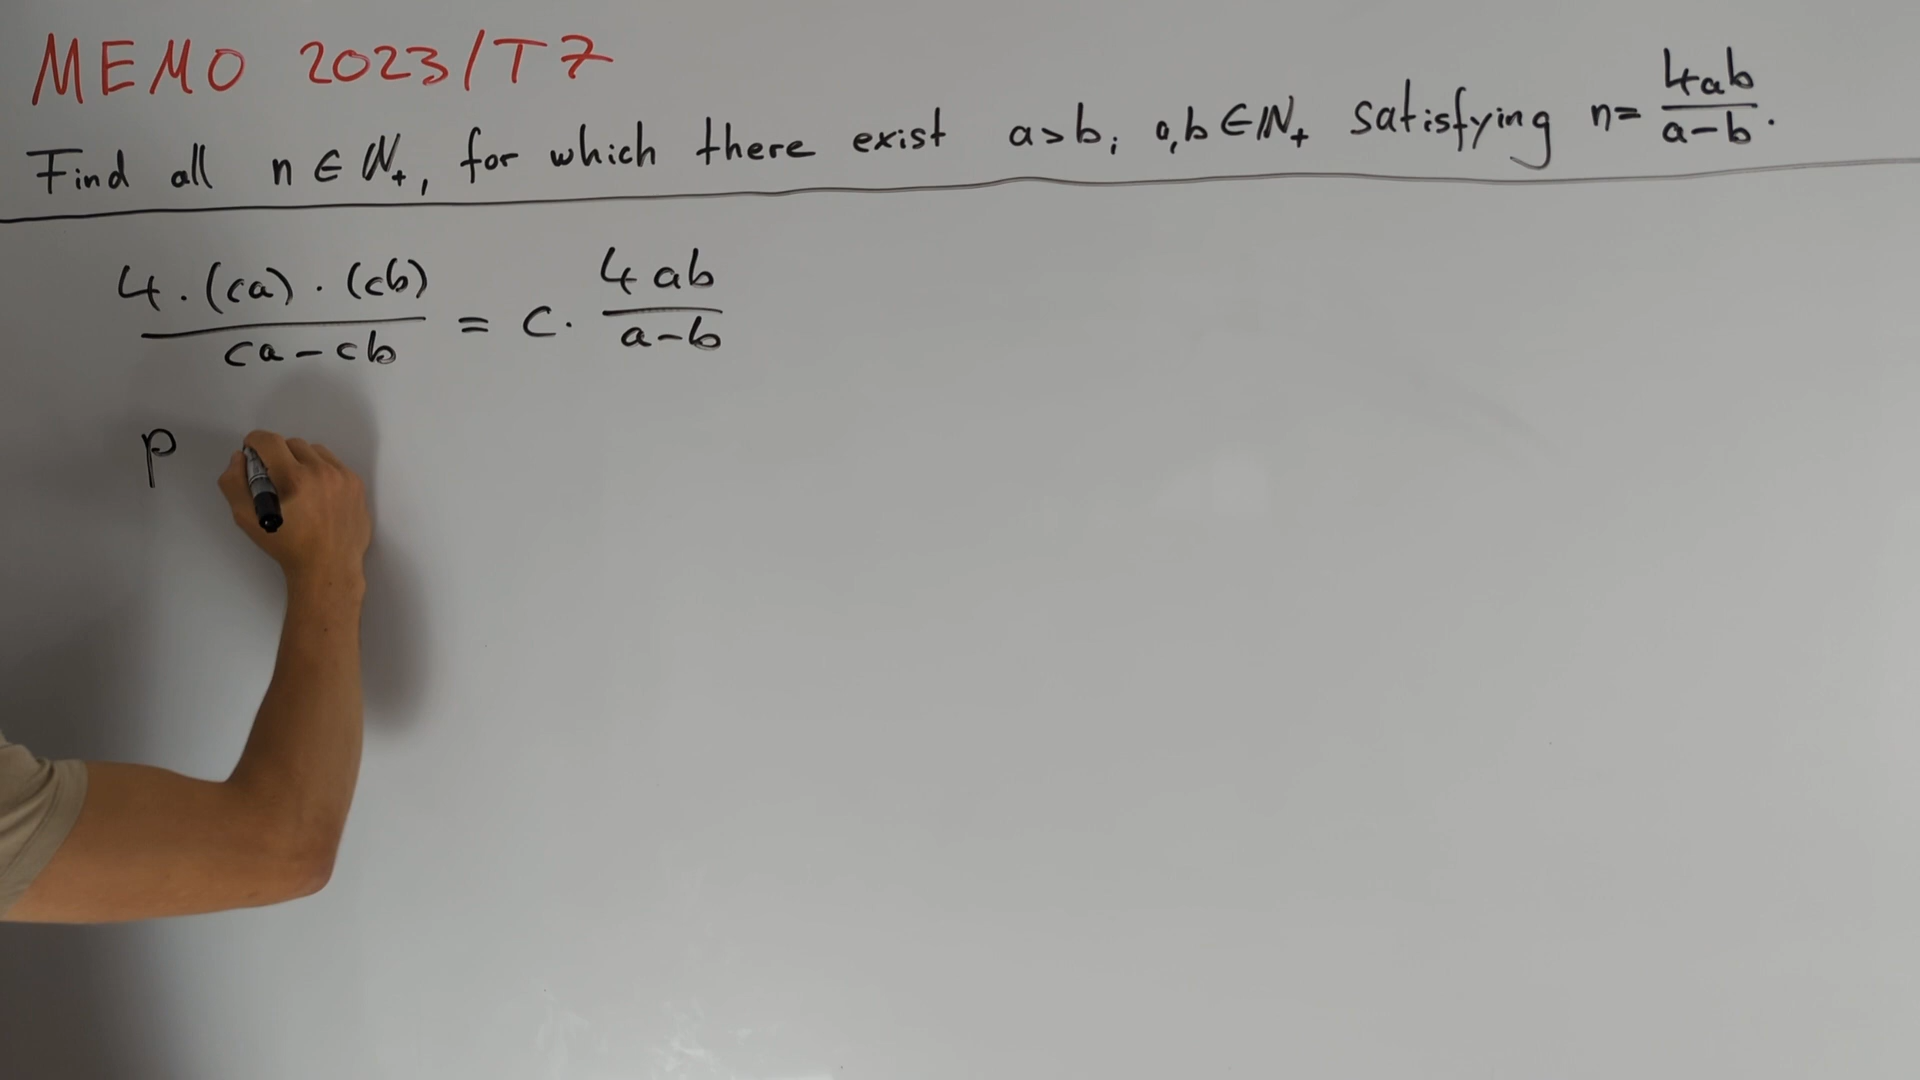 MEMO 2023/T7
Find all n ∈ ℕ₊, for which there exist a>b; a,b ∈ ℕ₊ satisfying n= 4ab/(a-b).
4·(ca)·(cb)/(ca-cb) = c· 4ab/(a-b)
p